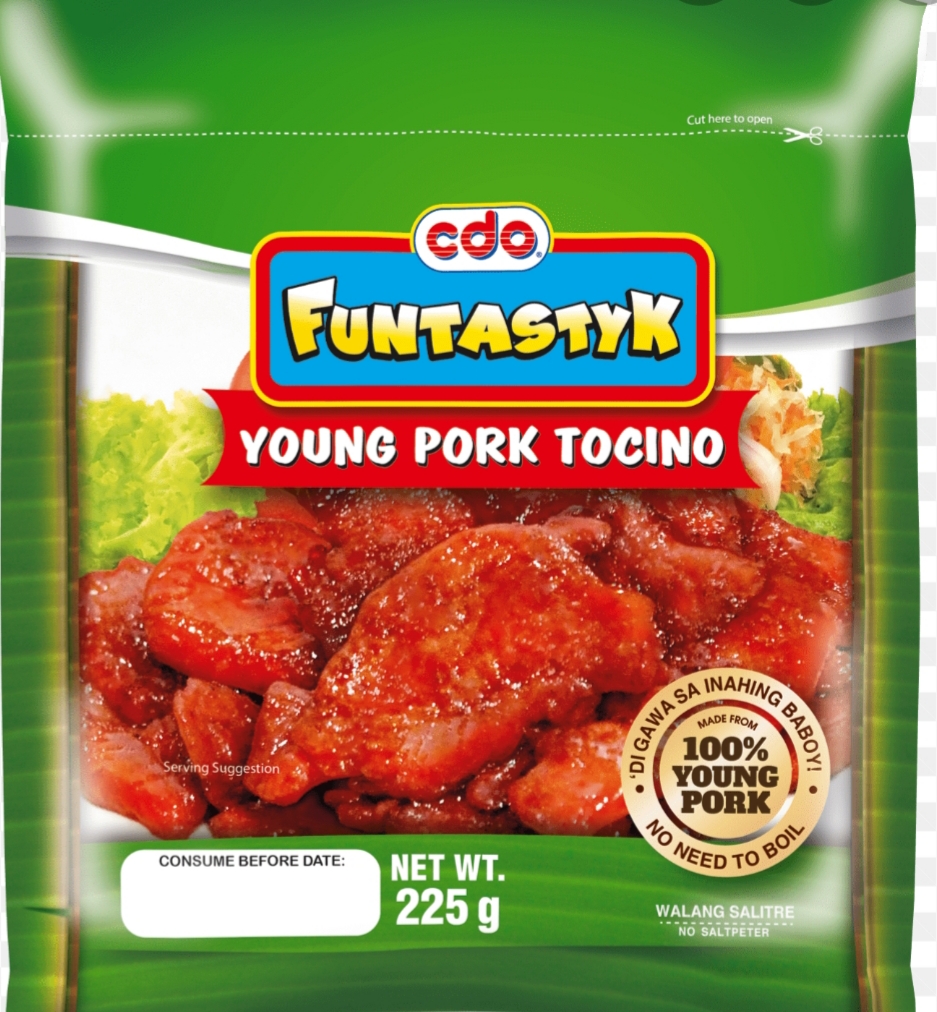 Cut here to open
cdo
FUNTASTYK
YOUNG PORK TOCINO
'DI GAWA SA INAHING BABOY!
MADE FROM
100%
YOUNG
PORK
NO NEED TO BOIL
Serving Suggestion
CONSUME BEFORE DATE:
NET WT.
225 g
WALANG SALITRE
NO SALTPETER